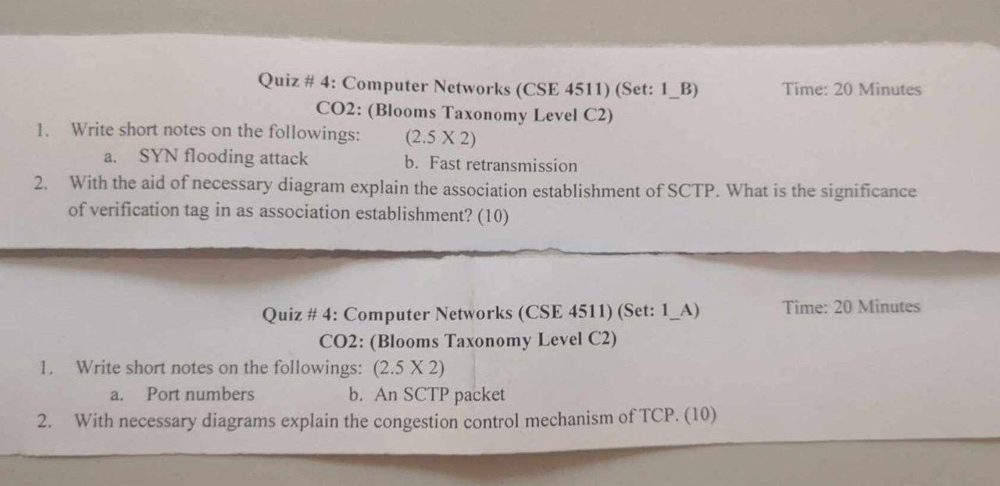 Quiz # 4: Computer Networks (CSE 4511) (Set: 1_B) Time: 20 Minutes
CO2: (Blooms Taxonomy Level C2)
1. Write short notes on the followings: (2.5 X 2)
a. SYN flooding attack b. Fast retransmission
2. With the aid of necessary diagram explain the association establishment of SCTP. What is the significance
of verification tag in as association establishment? (10)
Quiz # 4: Computer Networks (CSE 4511) (Set: 1_A) Time: 20 Minutes
CO2: (Blooms Taxonomy Level C2)
1. Write short notes on the followings: (2.5 X 2)
a. Port numbers b. An SCTP packet
2. With necessary diagrams explain the congestion control mechanism of TCP. (10)